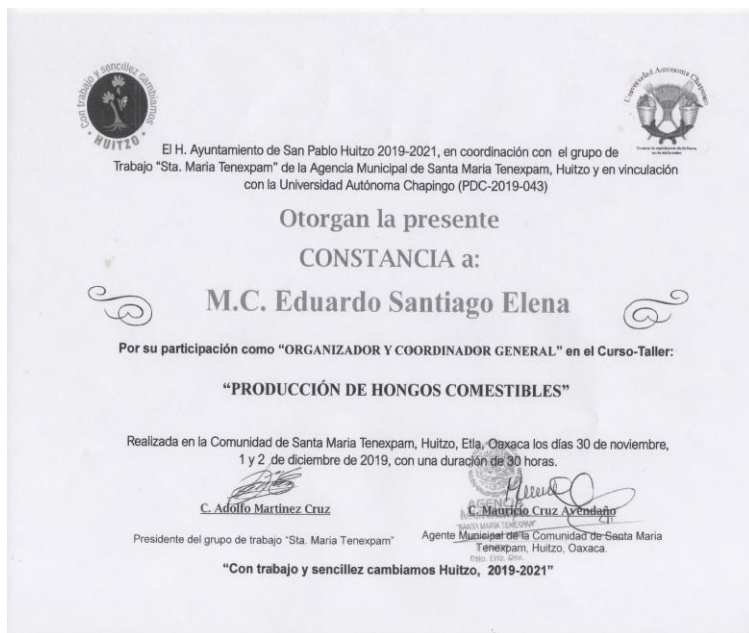 Con trabajo y sencillez cambiamos
• HUITZO •
Universidad Autónoma Chapingo
El H. Ayuntamiento de San Pablo Huitzo 2019-2021, en coordinación con el grupo de
Trabajo "Sta. Maria Tenexpam" de la Agencia Municipal de Santa Maria Tenexpam, Huitzo y en vinculación
con la Universidad Autónoma Chapingo (PDC-2019-043)
Otorgan la presente
CONSTANCIA a:
M.C. Eduardo Santiago Elena
Por su participación como "ORGANIZADOR Y COORDINADOR GENERAL" en el Curso-Taller:
"PRODUCCIÓN DE HONGOS COMESTIBLES"
Realizada en la Comunidad de Santa Maria Tenexpam, Huitzo, Etla, Oaxaca los días 30 de noviembre,
1 y 2 de diciembre de 2019, con una duración de 30 horas.
C. Adolfo Martinez Cruz
Presidente del grupo de trabajo "Sta. Maria Tenexpam"
AGENCIA
"SANTA MARIA TENEXPAM"
C. Mauricio Cruz Avendaño
Agente Municipal de la Comunidad de Santa Maria
Tenexpam, Huitzo, Oaxaca.
"Con trabajo y sencillez cambiamos Huitzo, 2019-2021"